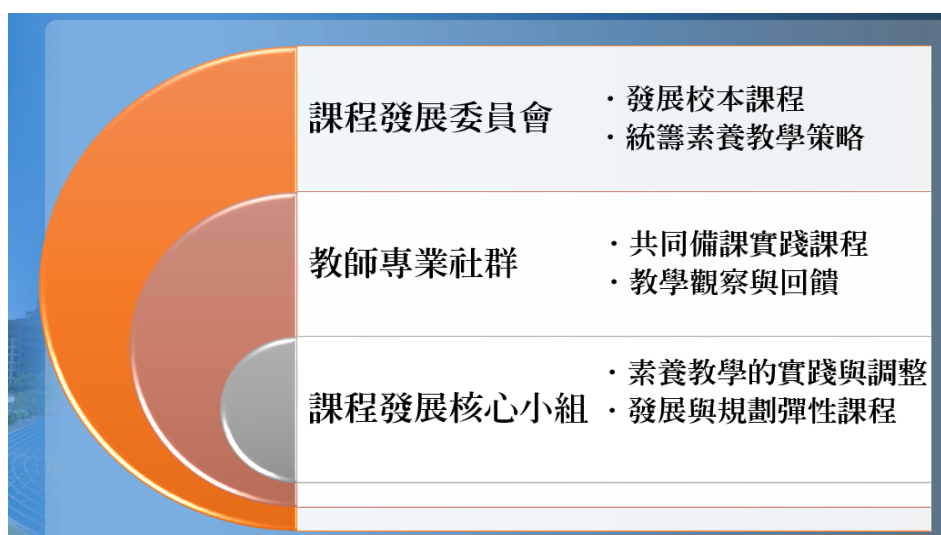 課程發展委員會
・發展校本課程
・統籌素養教學策略
教師專業社群
・共同備課實踐課程
・教學觀察與回饋
課程發展核心小組
・素養教學的實踐與調整
・發展與規劃彈性課程